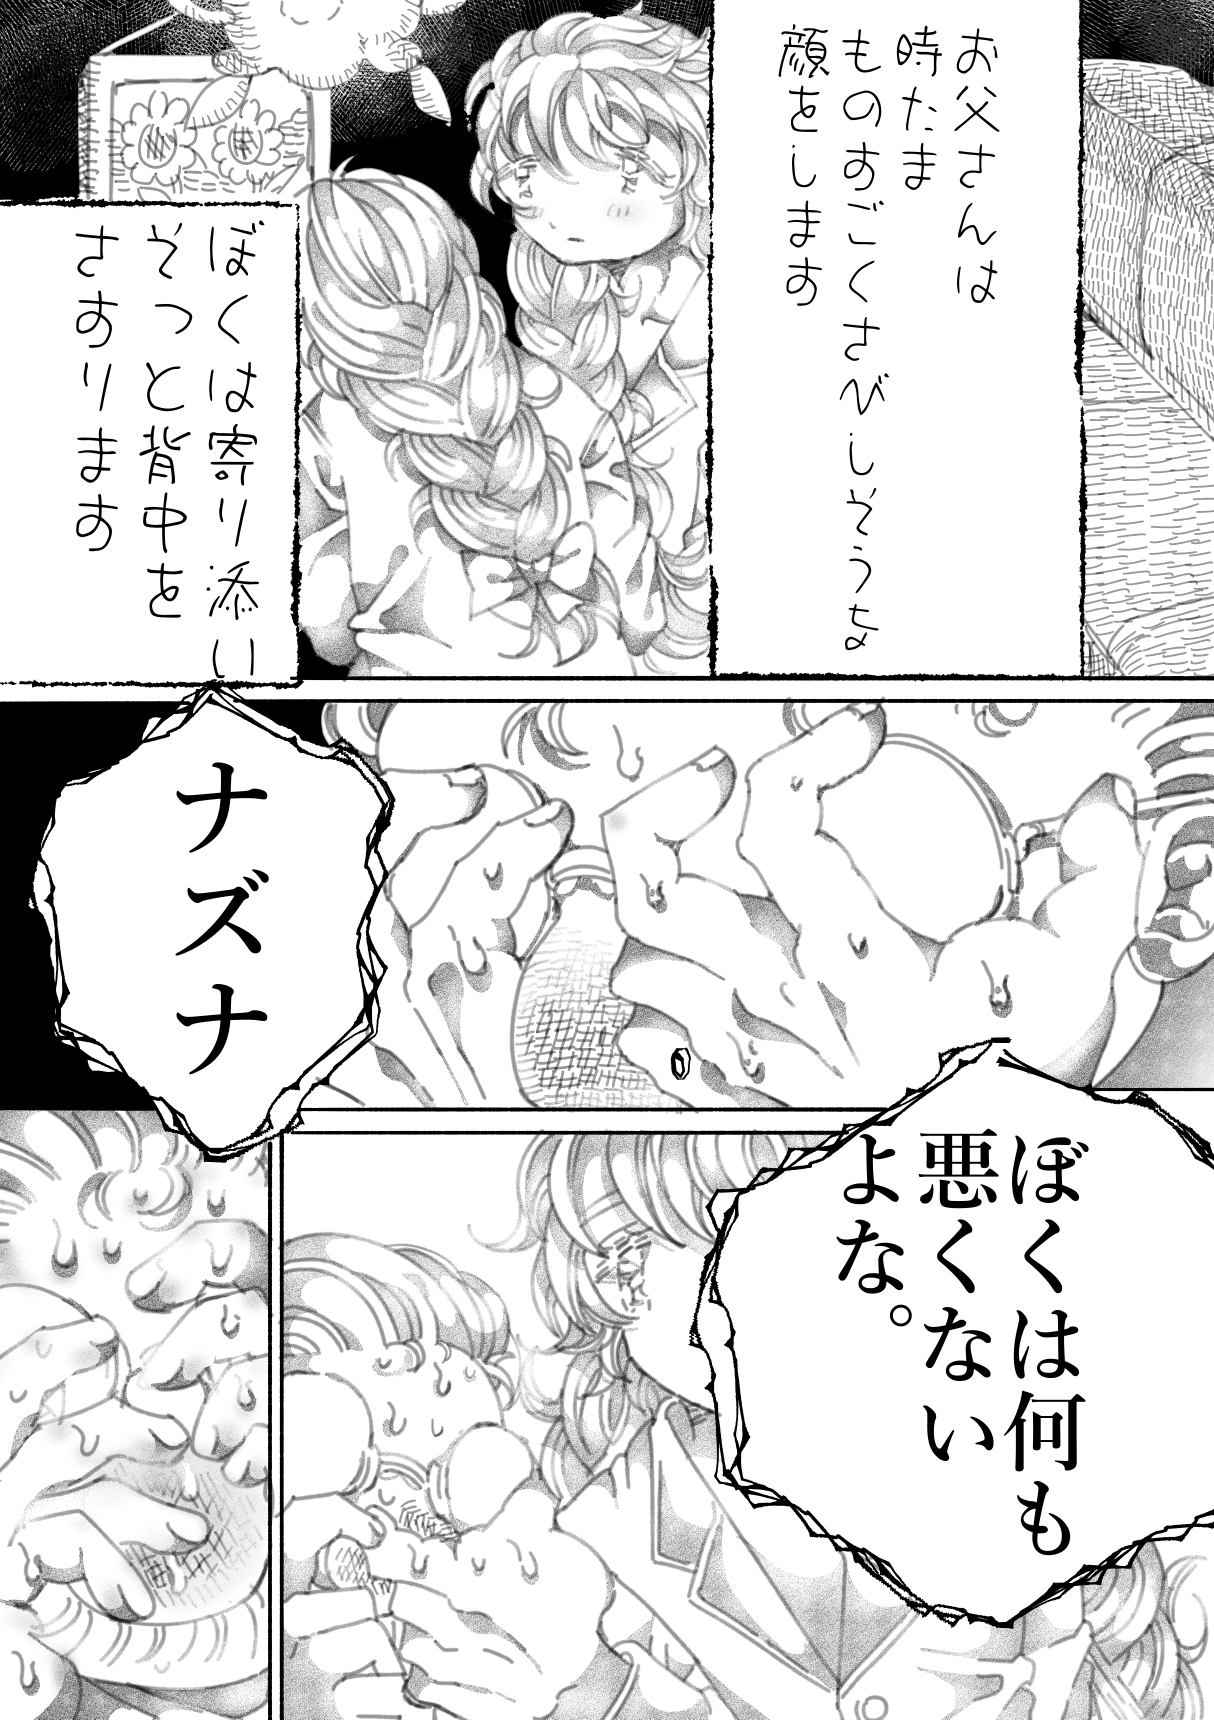 お父さんは
時たま
ものすごくさびしそうな
顔をします
ぼくは寄り添い
そっと背中を
さすります
ナズナ
ぼくは何も
悪くない
よな。